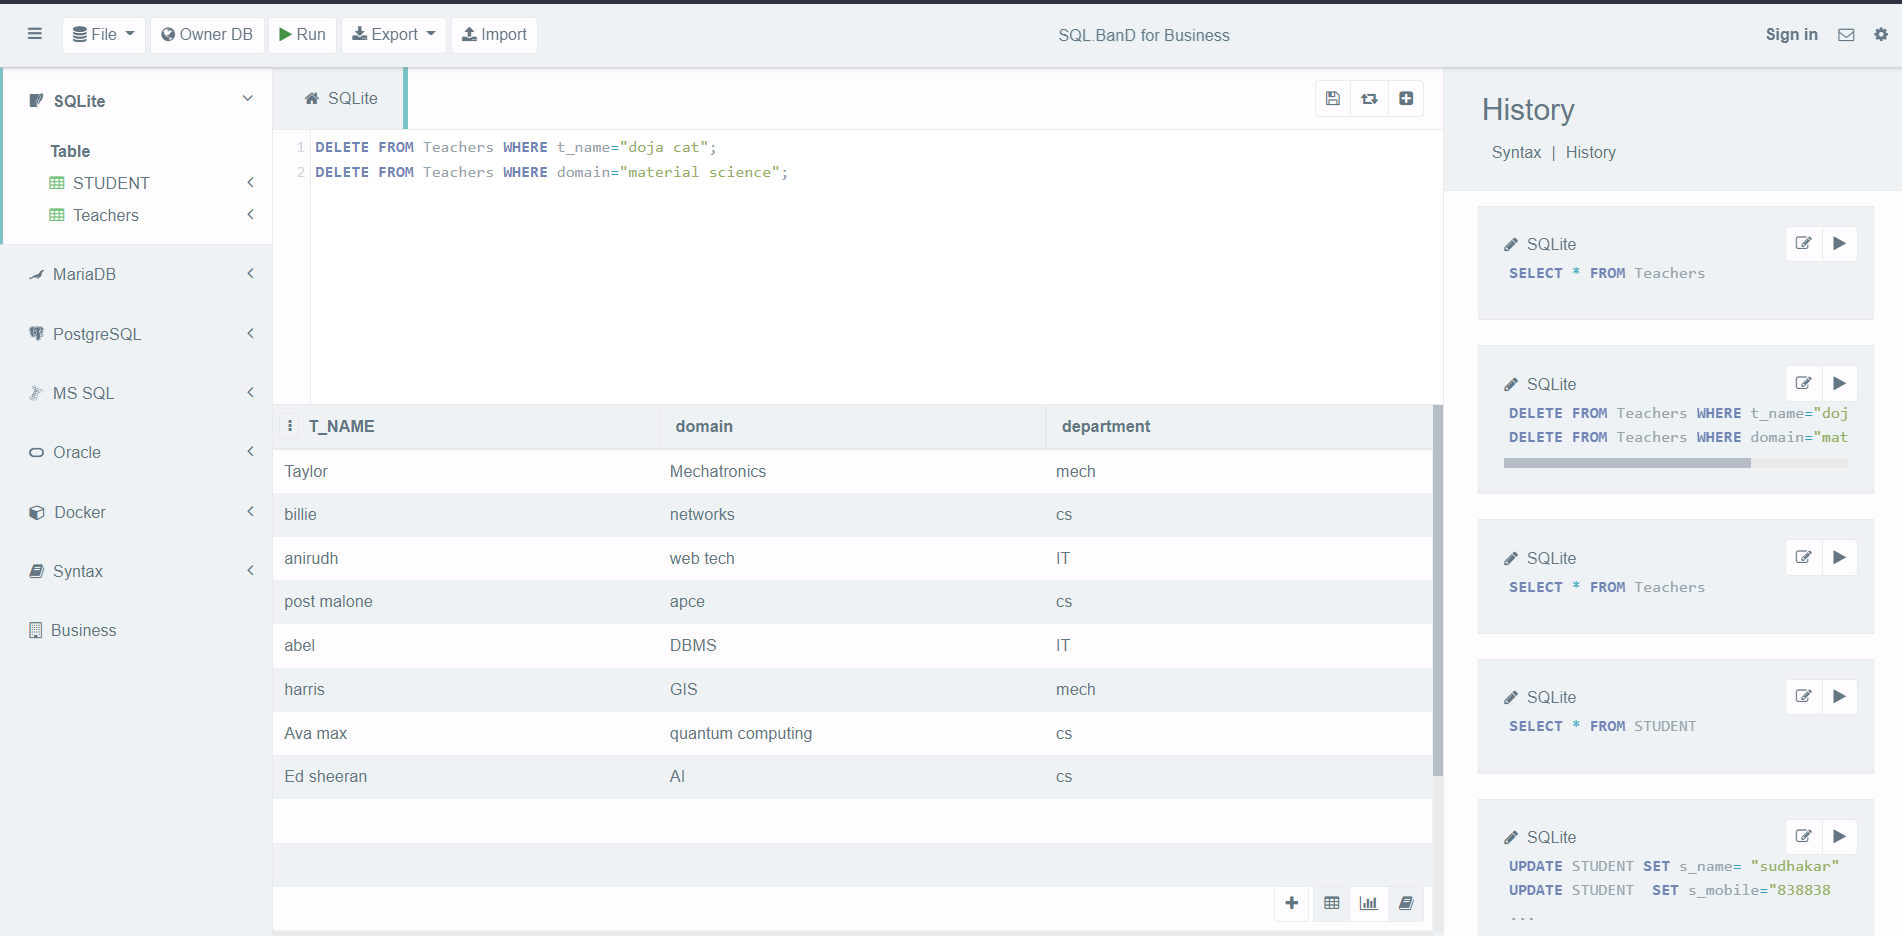 File
Owner DB
Run
Export
Import
SQL.BanD for Business
Sign in
SQLite
Table
STUDENT
Teachers
MariaDB
PostgreSQL
MS SQL
Oracle
Docker
Syntax
Business
SQLite
1 DELETE FROM Teachers WHERE t_name="doja cat";
2 DELETE FROM Teachers WHERE domain="material science";
T_NAME domain department
Taylor Mechatronics mech
billie networks cs
anirudh web tech IT
post malone apce cs
abel DBMS IT
harris GIS mech
Ava max quantum computing cs
Ed sheeran AI cs
History
Syntax | History
SQLite
SELECT * FROM Teachers
SQLite
DELETE FROM Teachers WHERE t_name="doj
DELETE FROM Teachers WHERE domain="mat
SQLite
SELECT * FROM Teachers
SQLite
SELECT * FROM STUDENT
SQLite
UPDATE STUDENT SET s_name= "sudhakar"
UPDATE STUDENT  SET s_mobile="838838
...